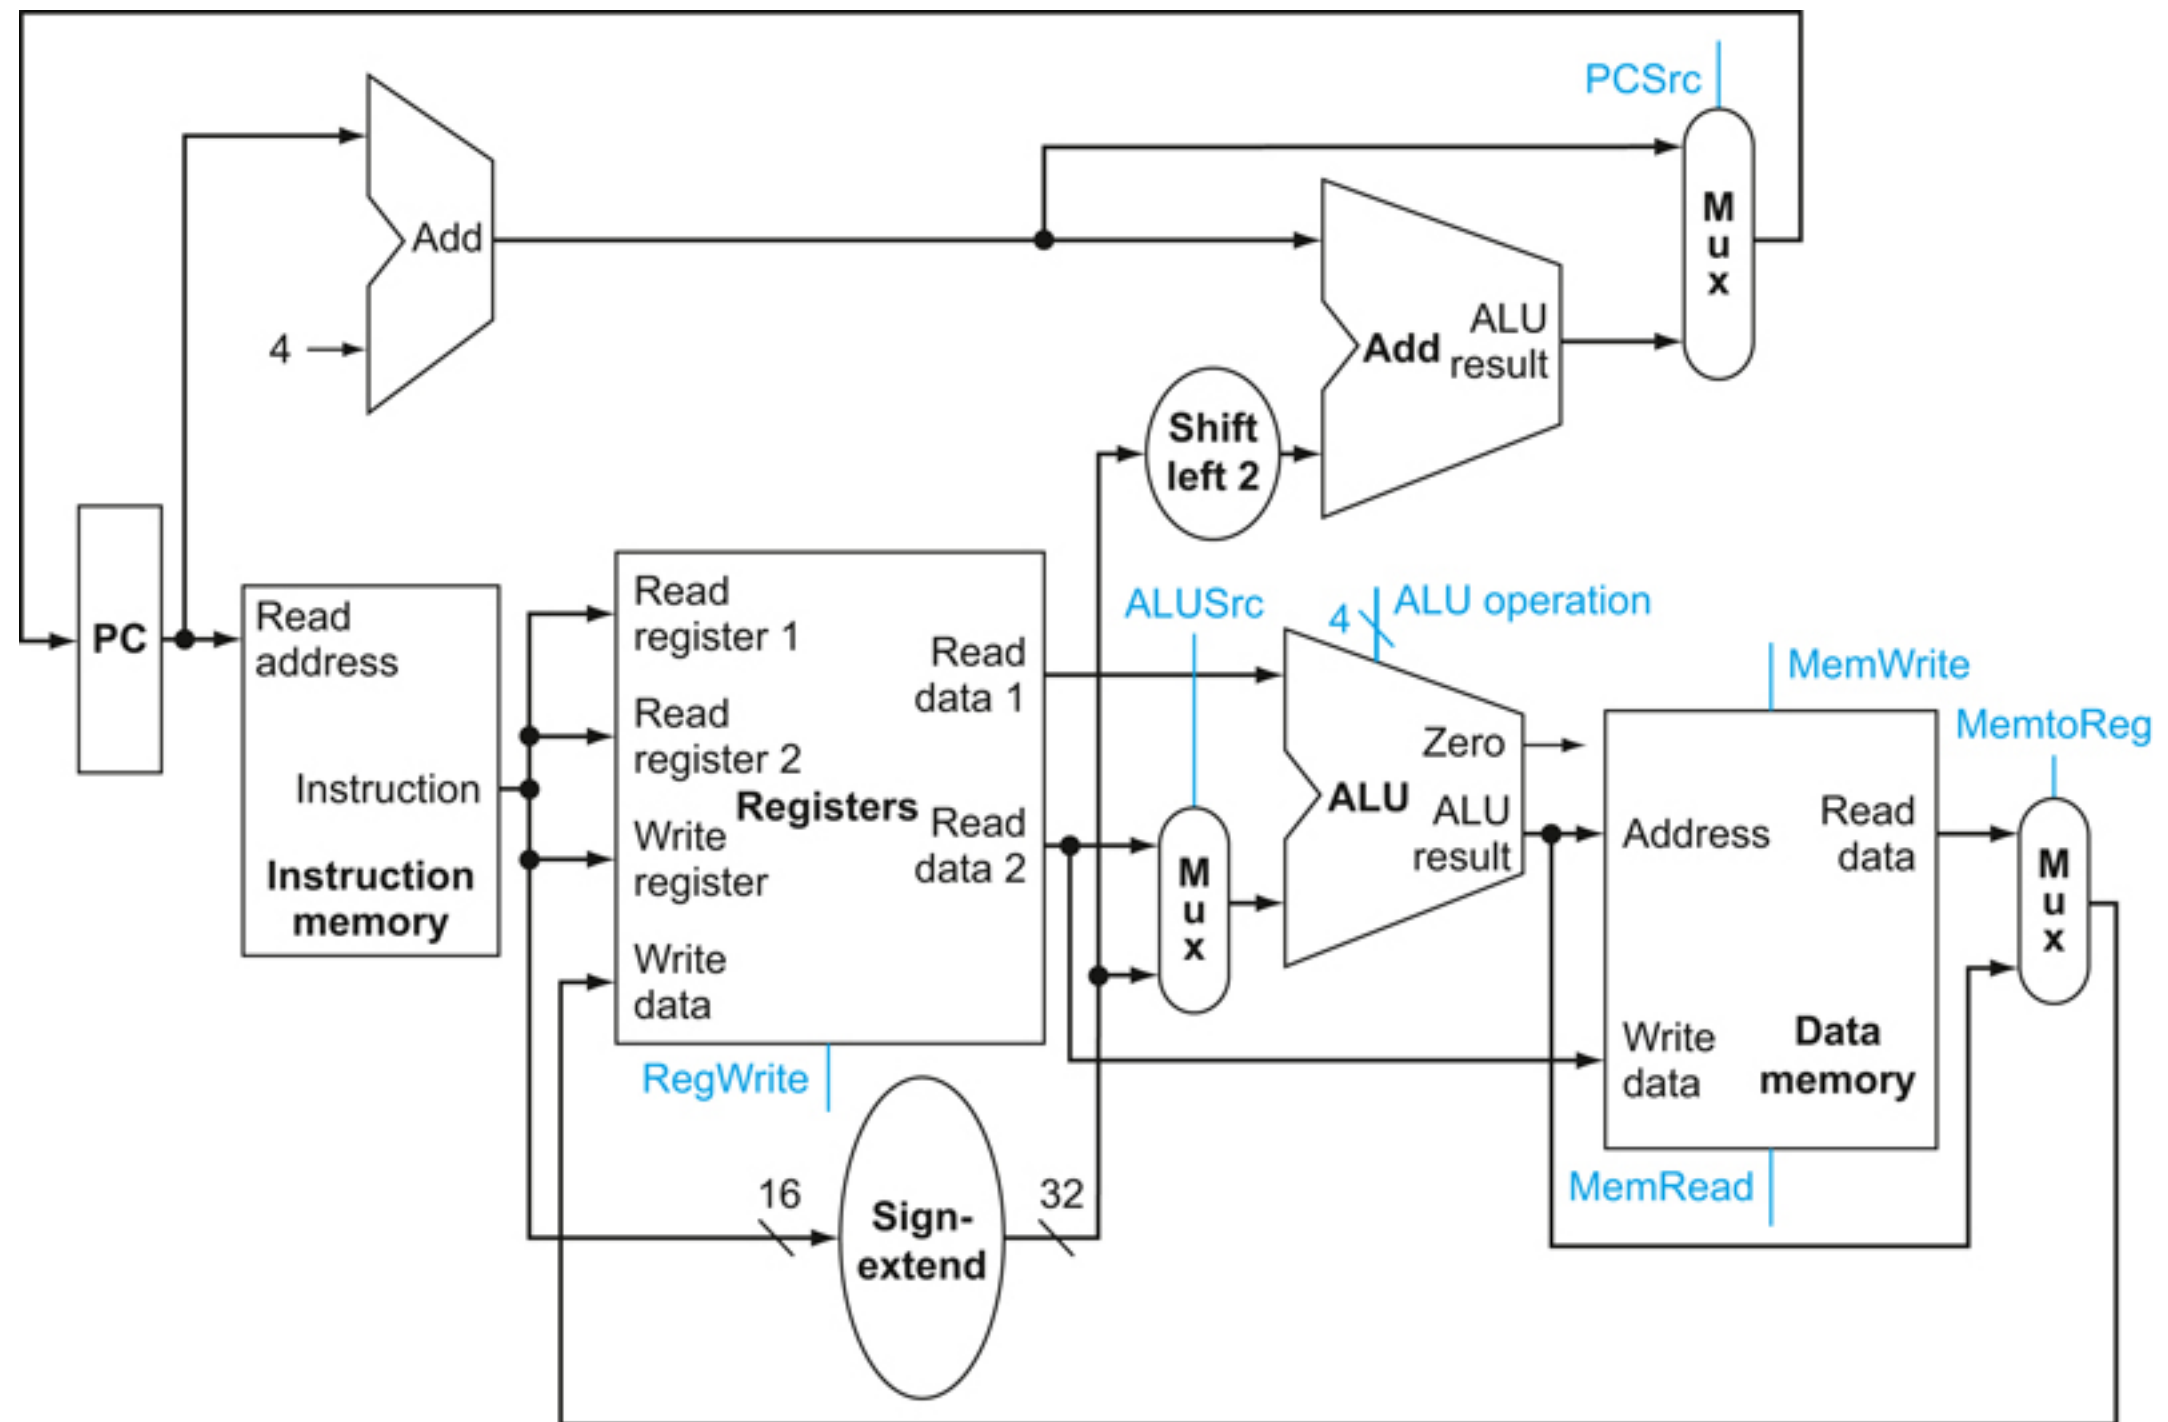 PCSrc
Add
4
M
u
x
Add
ALU
result
Shift
left 2
PC
Read
address
Instruction
Instruction
memory
Read
register 1
Read
register 2
Write
register
Write
data
Registers
Read
data 1
Read
data 2
RegWrite
16
Sign-
extend
32
ALUSrc
M
u
x
4
ALU operation
Zero
ALU
ALU
result
MemWrite
Address
Read
data
Write
data
Data
memory
MemRead
MemtoReg
M
u
x